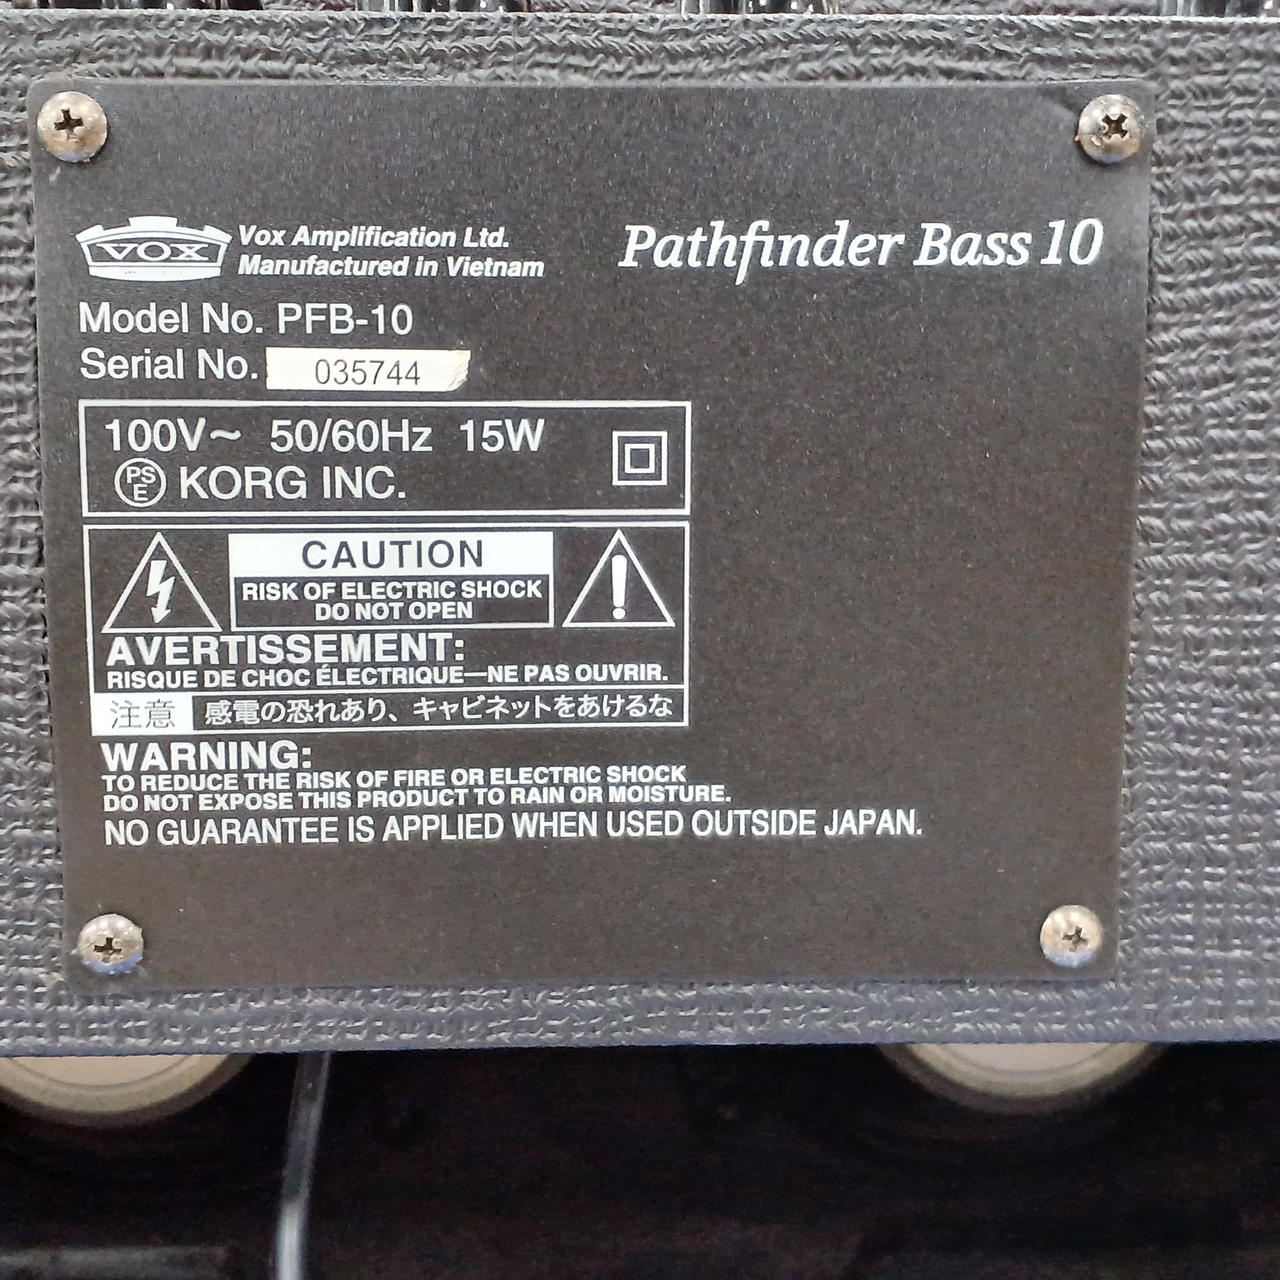 VOX
Vox Amplification Ltd.
Manufactured in Vietnam
Pathfinder Bass 10
Model No. PFB-10
Serial No. 035744
100V~ 50/60Hz 15W
PSE KORG INC.
CAUTION
RISK OF ELECTRIC SHOCK
DO NOT OPEN
AVERTISSEMENT:
RISQUE DE CHOC ÉLECTRIQUE—NE PAS OUVRIR.
注意 感電の恐れあり、キャビネットをあけるな
WARNING:
TO REDUCE THE RISK OF FIRE OR ELECTRIC SHOCK
DO NOT EXPOSE THIS PRODUCT TO RAIN OR MOISTURE.
NO GUARANTEE IS APPLIED WHEN USED OUTSIDE JAPAN.